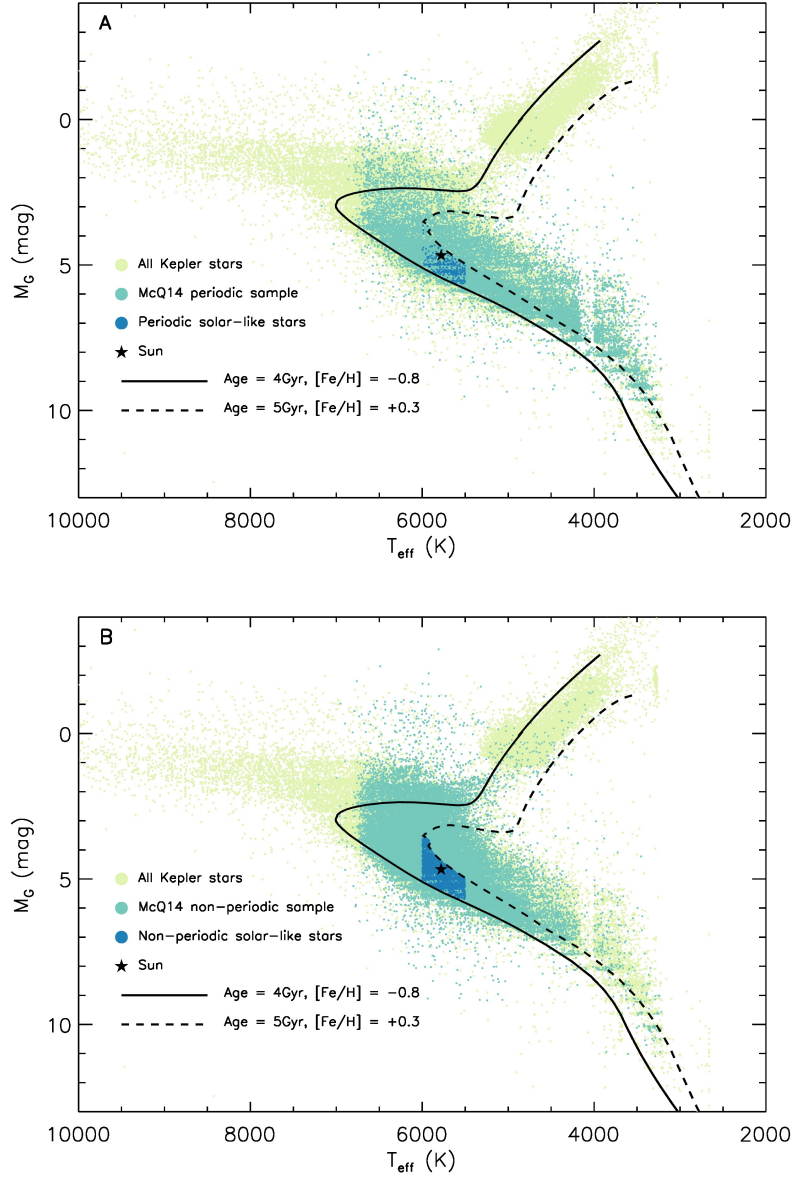 A
0
5
10
M_G (mag)
All Kepler stars
McQ14 periodic sample
Periodic solar-like stars
Sun
Age = 4Gyr, [Fe/H] = −0.8
Age = 5Gyr, [Fe/H] = +0.3
10000 8000 6000 4000 2000
T_eff (K)
B
0
5
10
M_G (mag)
All Kepler stars
McQ14 non-periodic sample
Non-periodic solar-like stars
Sun
Age = 4Gyr, [Fe/H] = −0.8
Age = 5Gyr, [Fe/H] = +0.3
10000 8000 6000 4000 2000
T_eff (K)